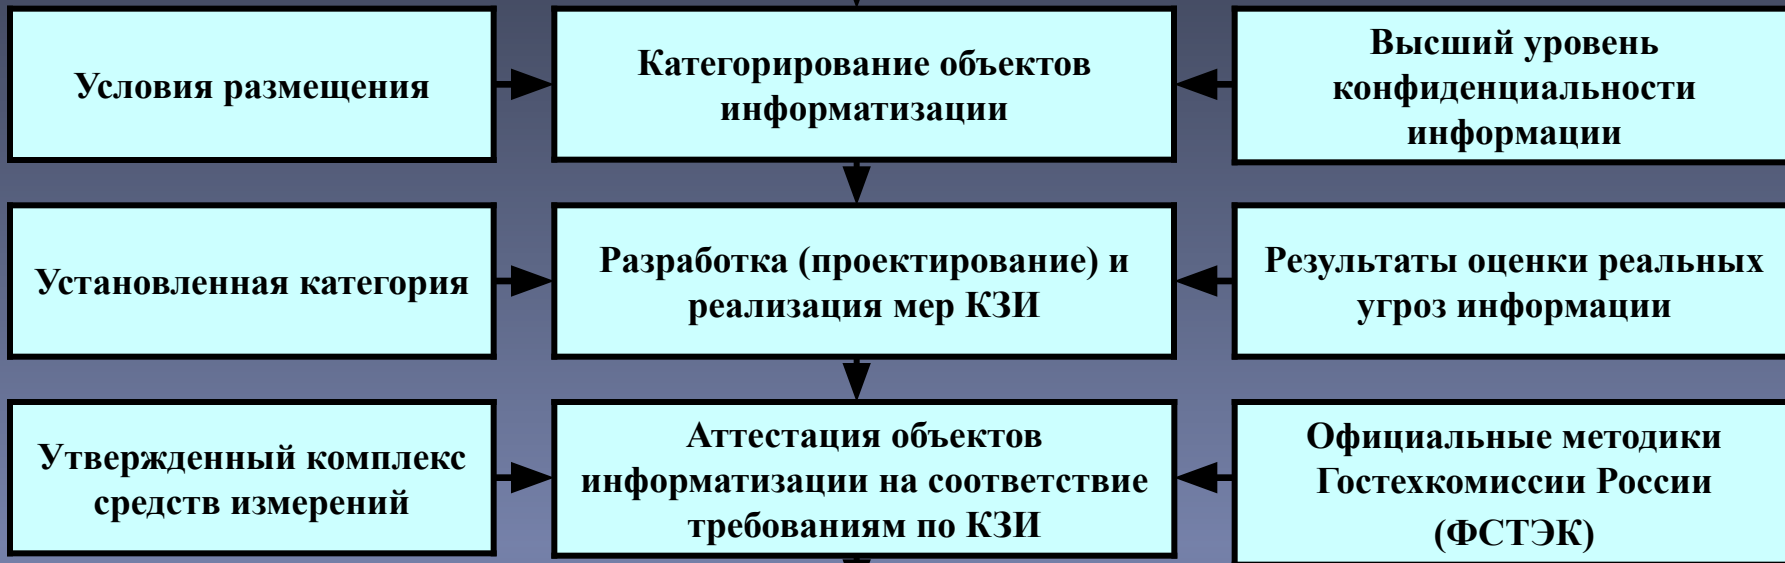 Условия размещения
Категорирование объектов
информатизации
Высший уровень
конфиденциальности
информации
Установленная категория
Разработка (проектирование) и
реализация мер КЗИ
Результаты оценки реальных
угроз информации
Утвержденный комплекс
средств измерений
Аттестация объектов
информатизации на соответствие
требованиям по КЗИ
Официальные методики
Гостехкомиссии России
(ФСТЭК)